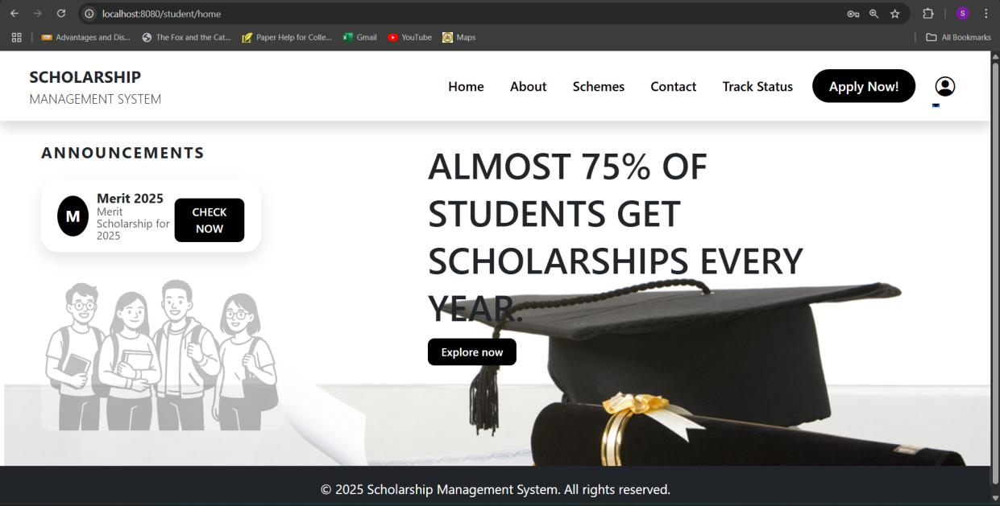 localhost:8080/student/home
S
Advantages and Dis...
The Fox and the Cat...
Paper Help for Colle...
Gmail
YouTube
Maps
All Bookmarks
SCHOLARSHIP
MANAGEMENT SYSTEM
Home
About
Schemes
Contact
Track Status
Apply Now!
ANNOUNCEMENTS
M
Merit 2025
Merit
Scholarship for
2025
CHECK
NOW
ALMOST 75% OF
STUDENTS GET
SCHOLARSHIPS EVERY
YEAR.
Explore now
© 2025 Scholarship Management System. All rights reserved.